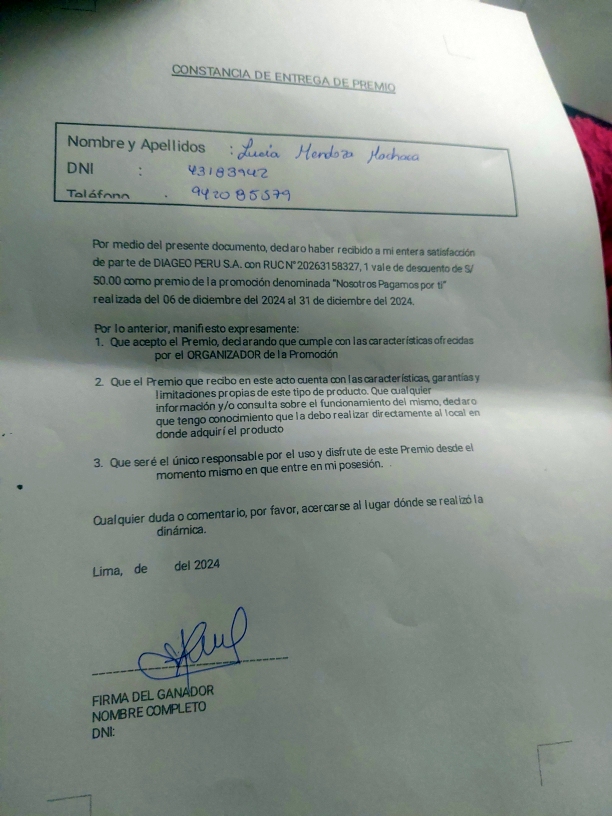 CONSTANCIA DE ENTREGA DE PREMIO
Nombre y Apellidos : Lucia Mendoza Machaca
DNI : 43183942
Teléfono : 942085579
Por medio del presente documento, declaro haber recibido a mi entera satisfacción
de parte de DIAGEO PERU S.A. con RUC N° 20263158327, 1 vale de descuento de S/
50.00 como premio de la promoción denominada "Nosotros Pagamos por ti"
realizada del 06 de diciembre del 2024 al 31 de diciembre del 2024.
Por lo anterior, manifiesto expresamente:
1. Que acepto el Premio, declarando que cumple con las características ofrecidas
por el ORGANIZADOR de la Promoción
2. Que el Premio que recibo en este acto cuenta con las características, garantías y
limitaciones propias de este tipo de producto. Que cualquier
información y/o consulta sobre el funcionamiento del mismo, declaro
que tengo conocimiento que la debo realizar directamente al local en
donde adquirí el producto
3. Que seré el único responsable por el uso y disfrute de este Premio desde el
momento mismo en que entre en mi posesión.
Cualquier duda o comentario, por favor, acercarse al lugar dónde se realizó la
dinámica.
Lima, de del 2024
FIRMA DEL GANADOR
NOMBRE COMPLETO
DNI: